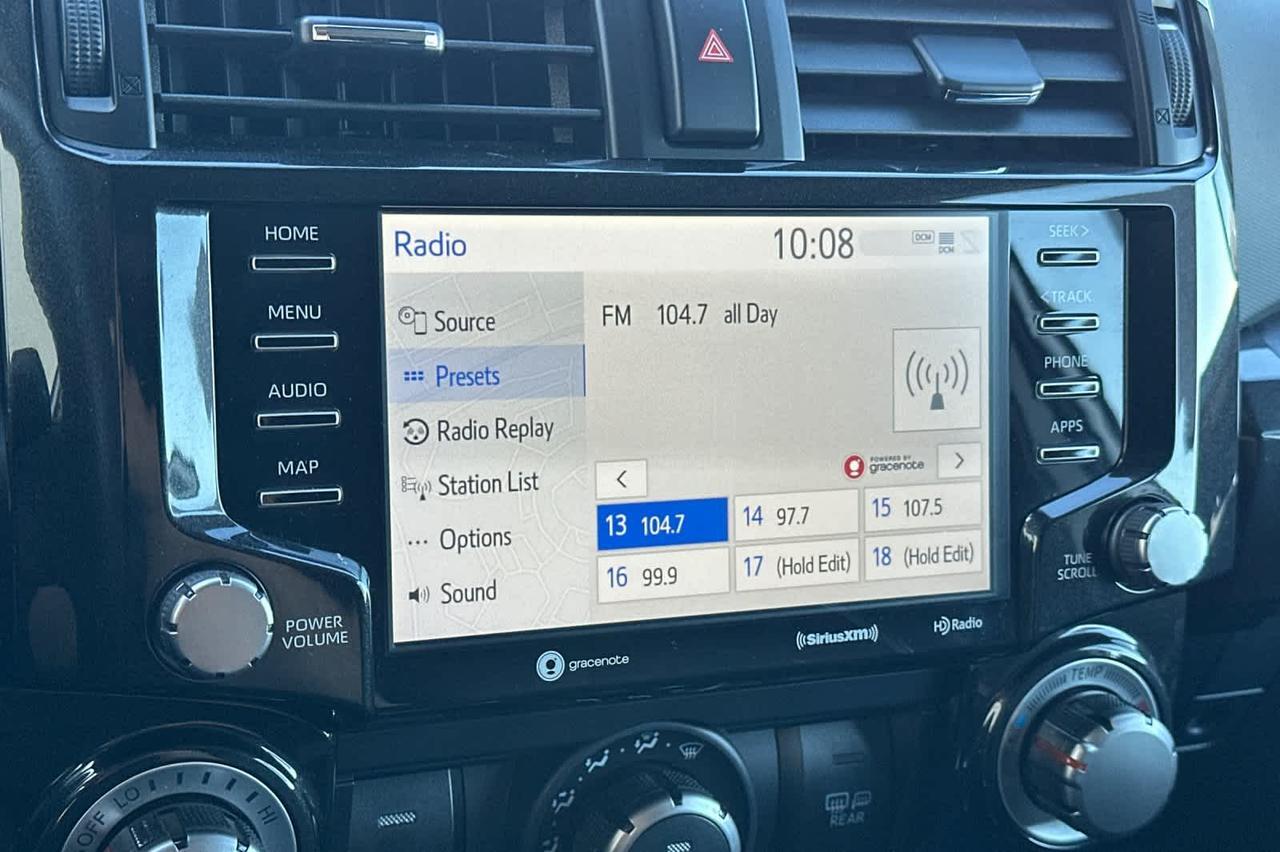 HOME
MENU
AUDIO
MAP
POWER
VOLUME
Radio
10:08
DCM
DCM
Source
Presets
Radio Replay
Station List
... Options
Sound
FM 104.7 all Day
POWERED BY
gracenote
<
>
13 104.7
14 97.7
15 107.5
16 99.9
17 (Hold Edit)
18 (Hold Edit)
gracenote
((SiriusXM))
HD Radio
SEEK >
< TRACK
PHONE
APPS
TUNE
SCROLL
TEMP
OFF
LO
HI
REAR